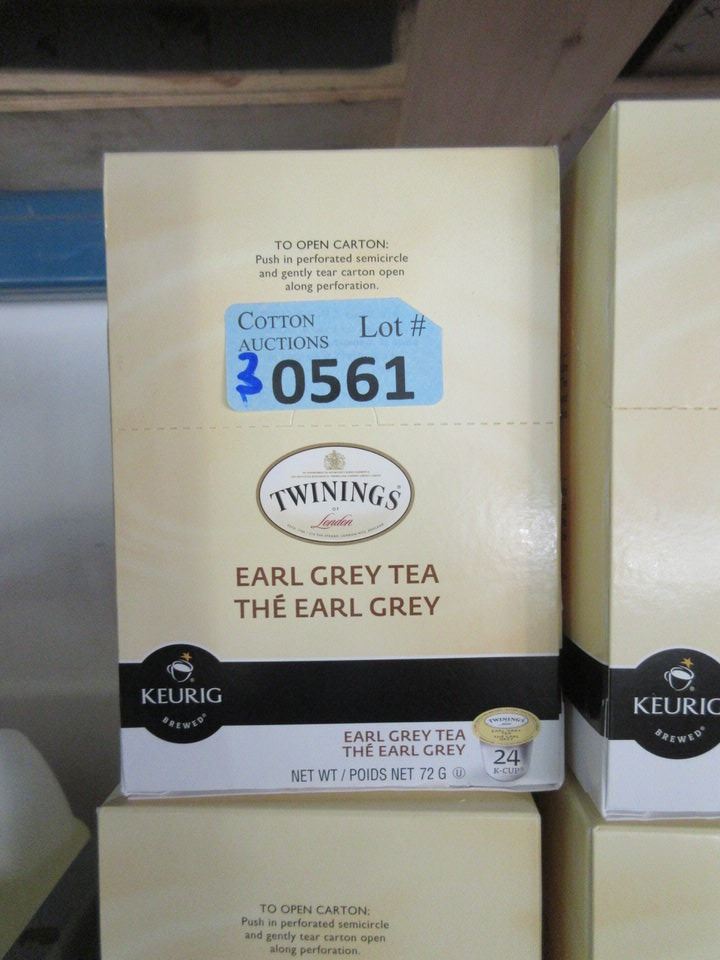 TO OPEN CARTON:
Push in perforated semicircle
and gently tear carton open
along perforation.
COTTON
AUCTIONS
Lot #
3 0561
TWININGS
OF
London
EARL GREY TEA
THÉ EARL GREY
KEURIG
BREWED®
EARL GREY TEA
THÉ EARL GREY
NET WT / POIDS NET 72 G Ⓤ
TWININGS
24
K-CUP®
KEURIG
BREWED®
TO OPEN CARTON:
Push in perforated semicircle
and gently tear carton open
along perforation.